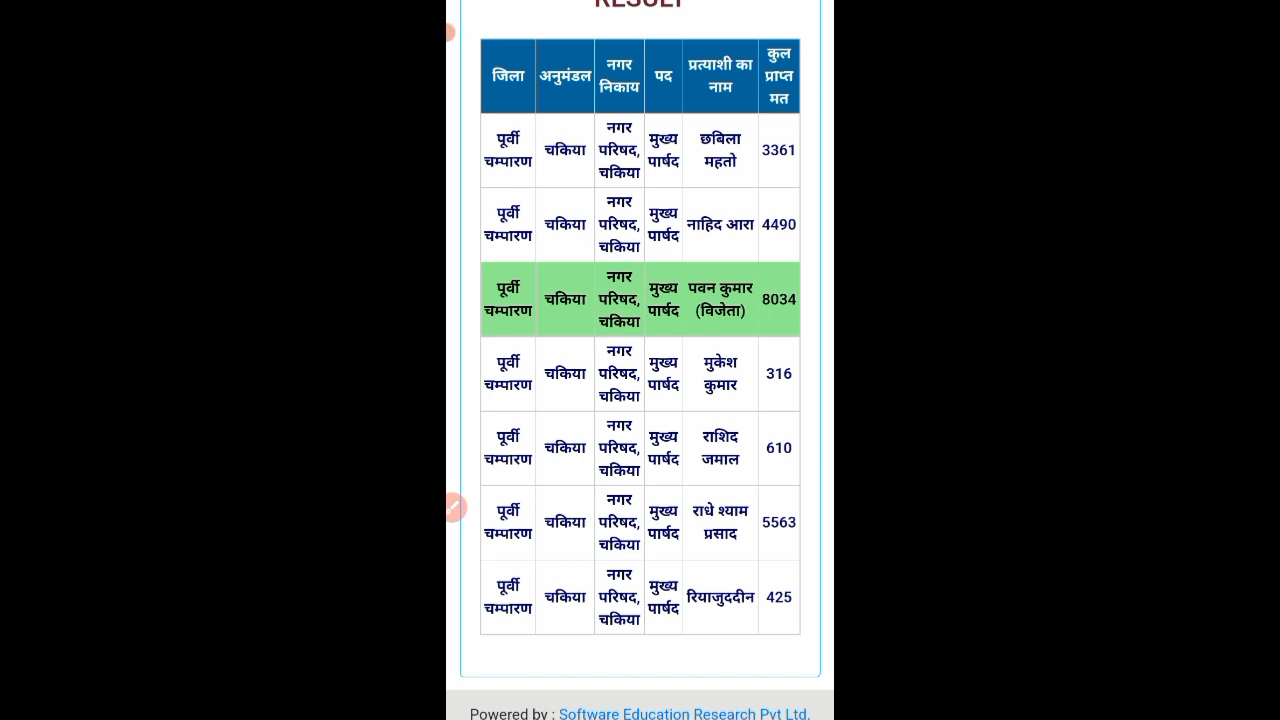 RESULT
जिला अनुमंडल नगर निकाय पद प्रत्याशी का नाम कुल प्राप्त मत
पूर्वी चम्पारण चकिया नगर परिषद, चकिया मुख्य पार्षद छबिला महतो 3361
पूर्वी चम्पारण चकिया नगर परिषद, चकिया मुख्य पार्षद नाहिद आरा 4490
पूर्वी चम्पारण चकिया नगर परिषद, चकिया मुख्य पार्षद पवन कुमार (विजेता) 8034
पूर्वी चम्पारण चकिया नगर परिषद, चकिया मुख्य पार्षद मुकेश कुमार 316
पूर्वी चम्पारण चकिया नगर परिषद, चकिया मुख्य पार्षद राशिद जमाल 610
पूर्वी चम्पारण चकिया नगर परिषद, चकिया मुख्य पार्षद राधे श्याम प्रसाद 5563
पूर्वी चम्पारण चकिया नगर परिषद, चकिया मुख्य पार्षद रियाजुददीन 425
Powered by : Software Education Research Pvt Ltd.